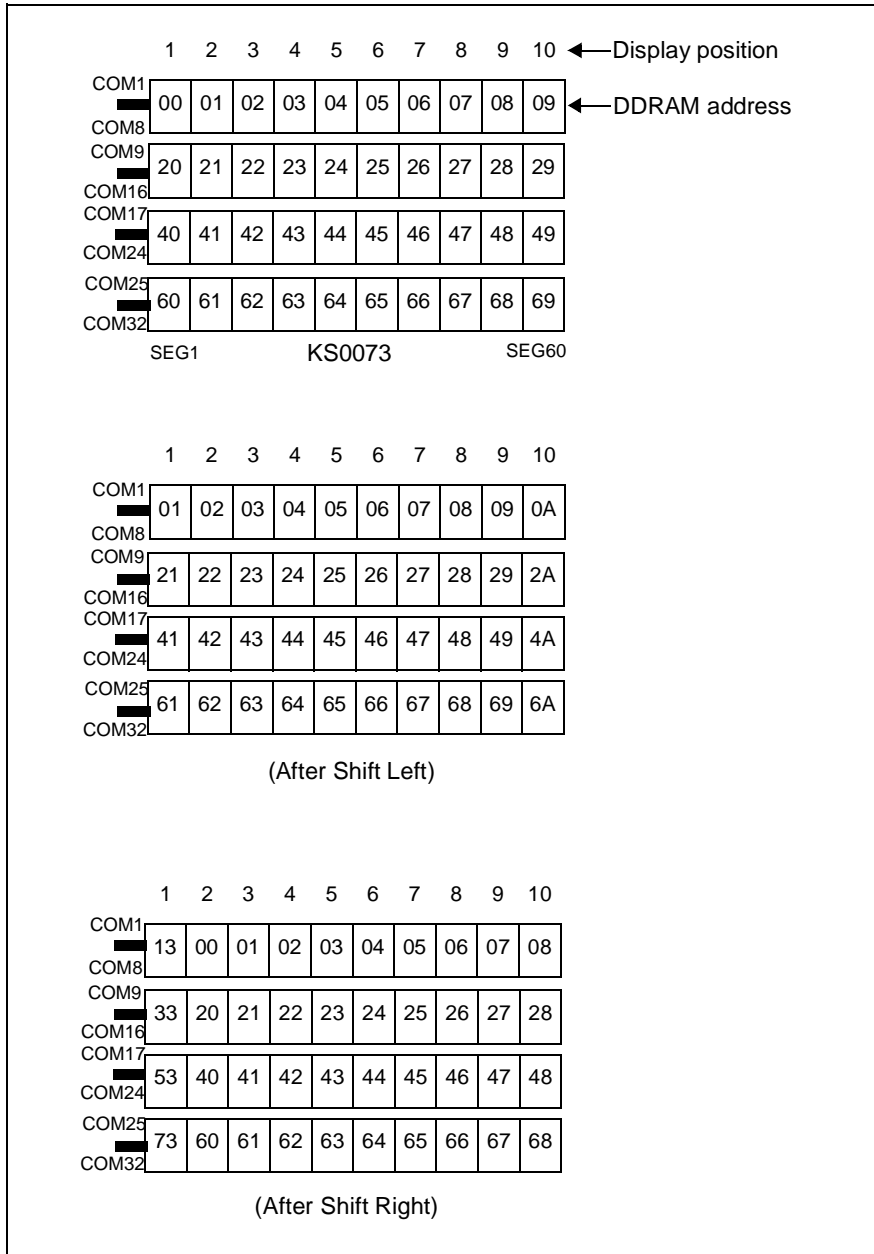 1 2 3 4 5 6 7 8 9 10 Display position
COM1
00 01 02 03 04 05 06 07 08 09 DDRAM address
COM8
COM9
20 21 22 23 24 25 26 27 28 29
COM16
COM17
40 41 42 43 44 45 46 47 48 49
COM24
COM25
60 61 62 63 64 65 66 67 68 69
COM32
SEG1 KS0073 SEG60
1 2 3 4 5 6 7 8 9 10
COM1
01 02 03 04 05 06 07 08 09 0A
COM8
COM9
21 22 23 24 25 26 27 28 29 2A
COM16
COM17
41 42 43 44 45 46 47 48 49 4A
COM24
COM25
61 62 63 64 65 66 67 68 69 6A
COM32
(After Shift Left)
1 2 3 4 5 6 7 8 9 10
COM1
13 00 01 02 03 04 05 06 07 08
COM8
COM9
33 20 21 22 23 24 25 26 27 28
COM16
COM17
53 40 41 42 43 44 45 46 47 48
COM24
COM25
73 60 61 62 63 64 65 66 67 68
COM32
(After Shift Right)